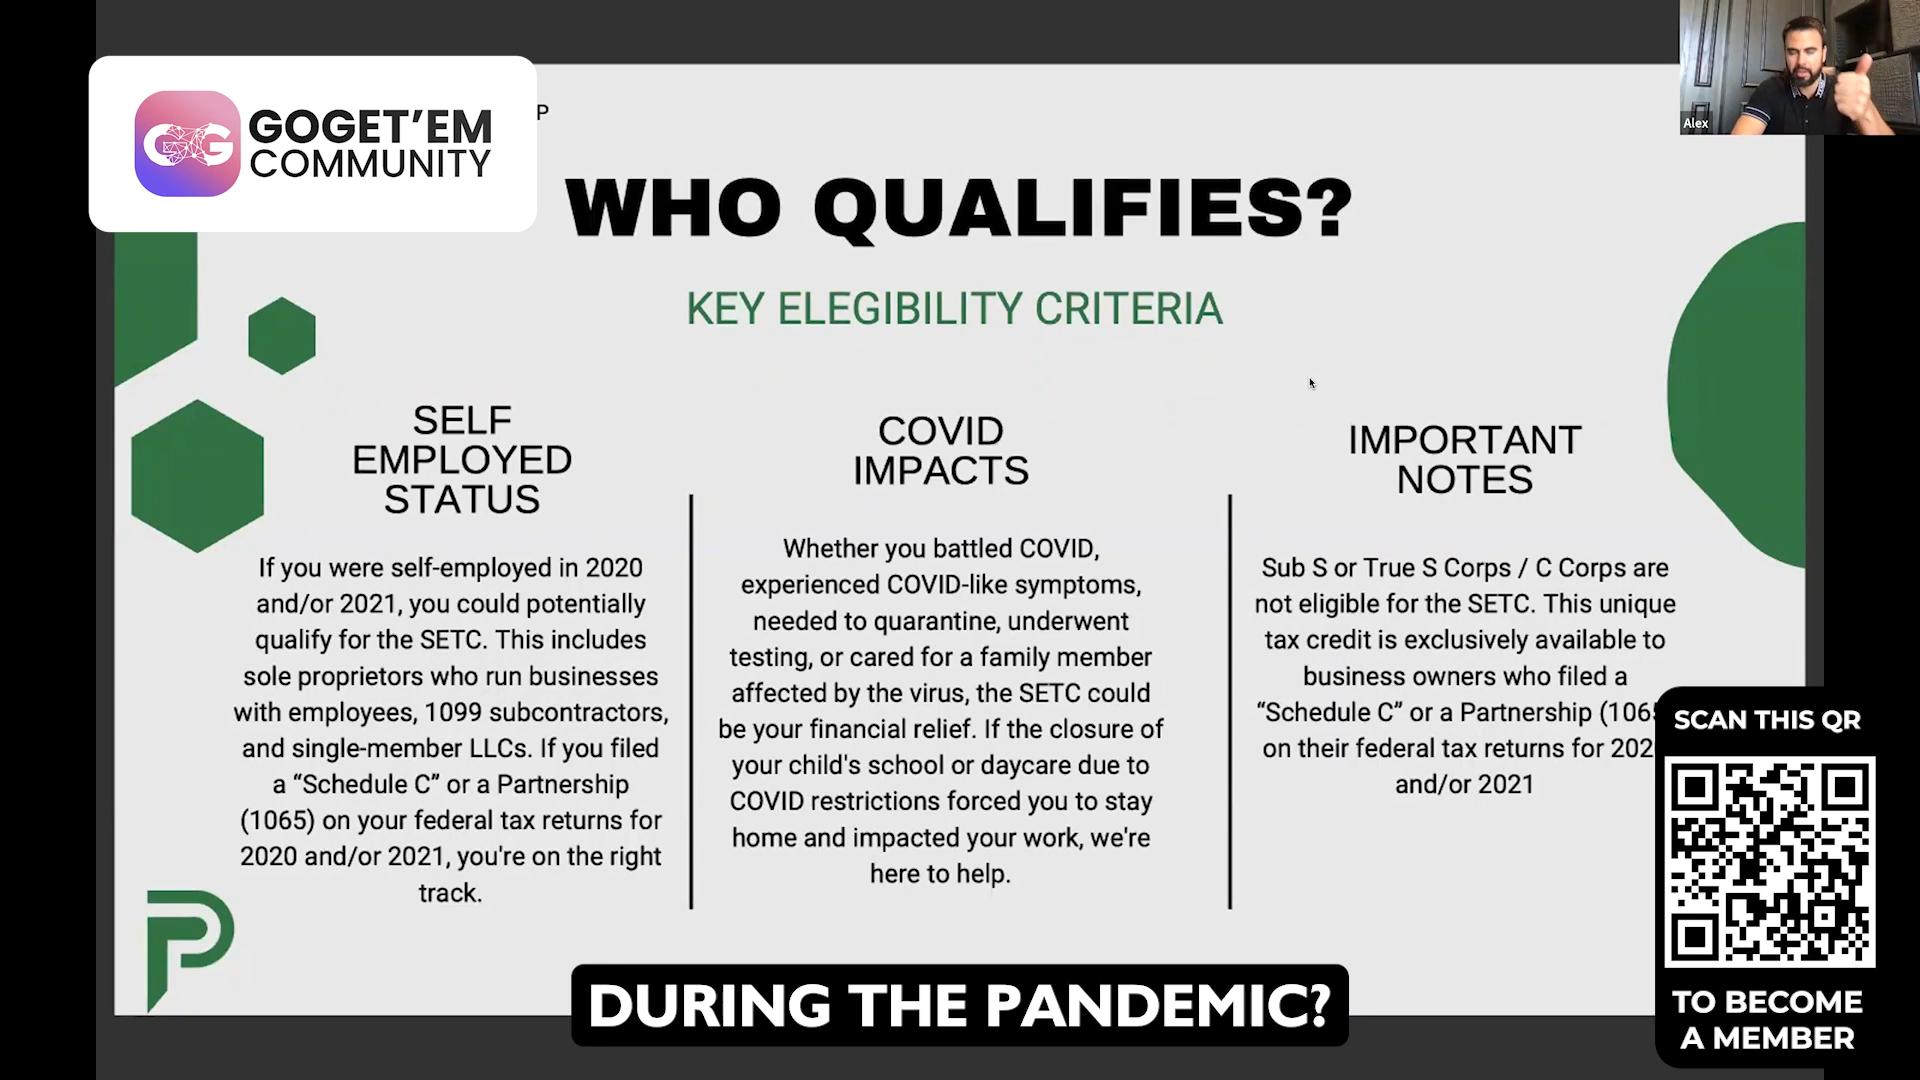 GOGET'EM
COMMUNITY
P
Alex
WHO QUALIFIES?
KEY ELEGIBILITY CRITERIA
SELF
EMPLOYED
STATUS
If you were self-employed in 2020
and/or 2021, you could potentially
qualify for the SETC. This includes
sole proprietors who run businesses
with employees, 1099 subcontractors,
and single-member LLCs. If you filed
a “Schedule C” or a Partnership
(1065) on your federal tax returns for
2020 and/or 2021, you're on the right
track.
COVID
IMPACTS
Whether you battled COVID,
experienced COVID-like symptoms,
needed to quarantine, underwent
testing, or cared for a family member
affected by the virus, the SETC could
be your financial relief. If the closure of
your child's school or daycare due to
COVID restrictions forced you to stay
home and impacted your work, we're
here to help.
IMPORTANT
NOTES
Sub S or True S Corps / C Corps are
not eligible for the SETC. This unique
tax credit is exclusively available to
business owners who filed a
“Schedule C” or a Partnership
on their federal tax returns for
and/or 2021
SCAN THIS QR
TO BECOME
A MEMBER
DURING THE PANDEMIC?